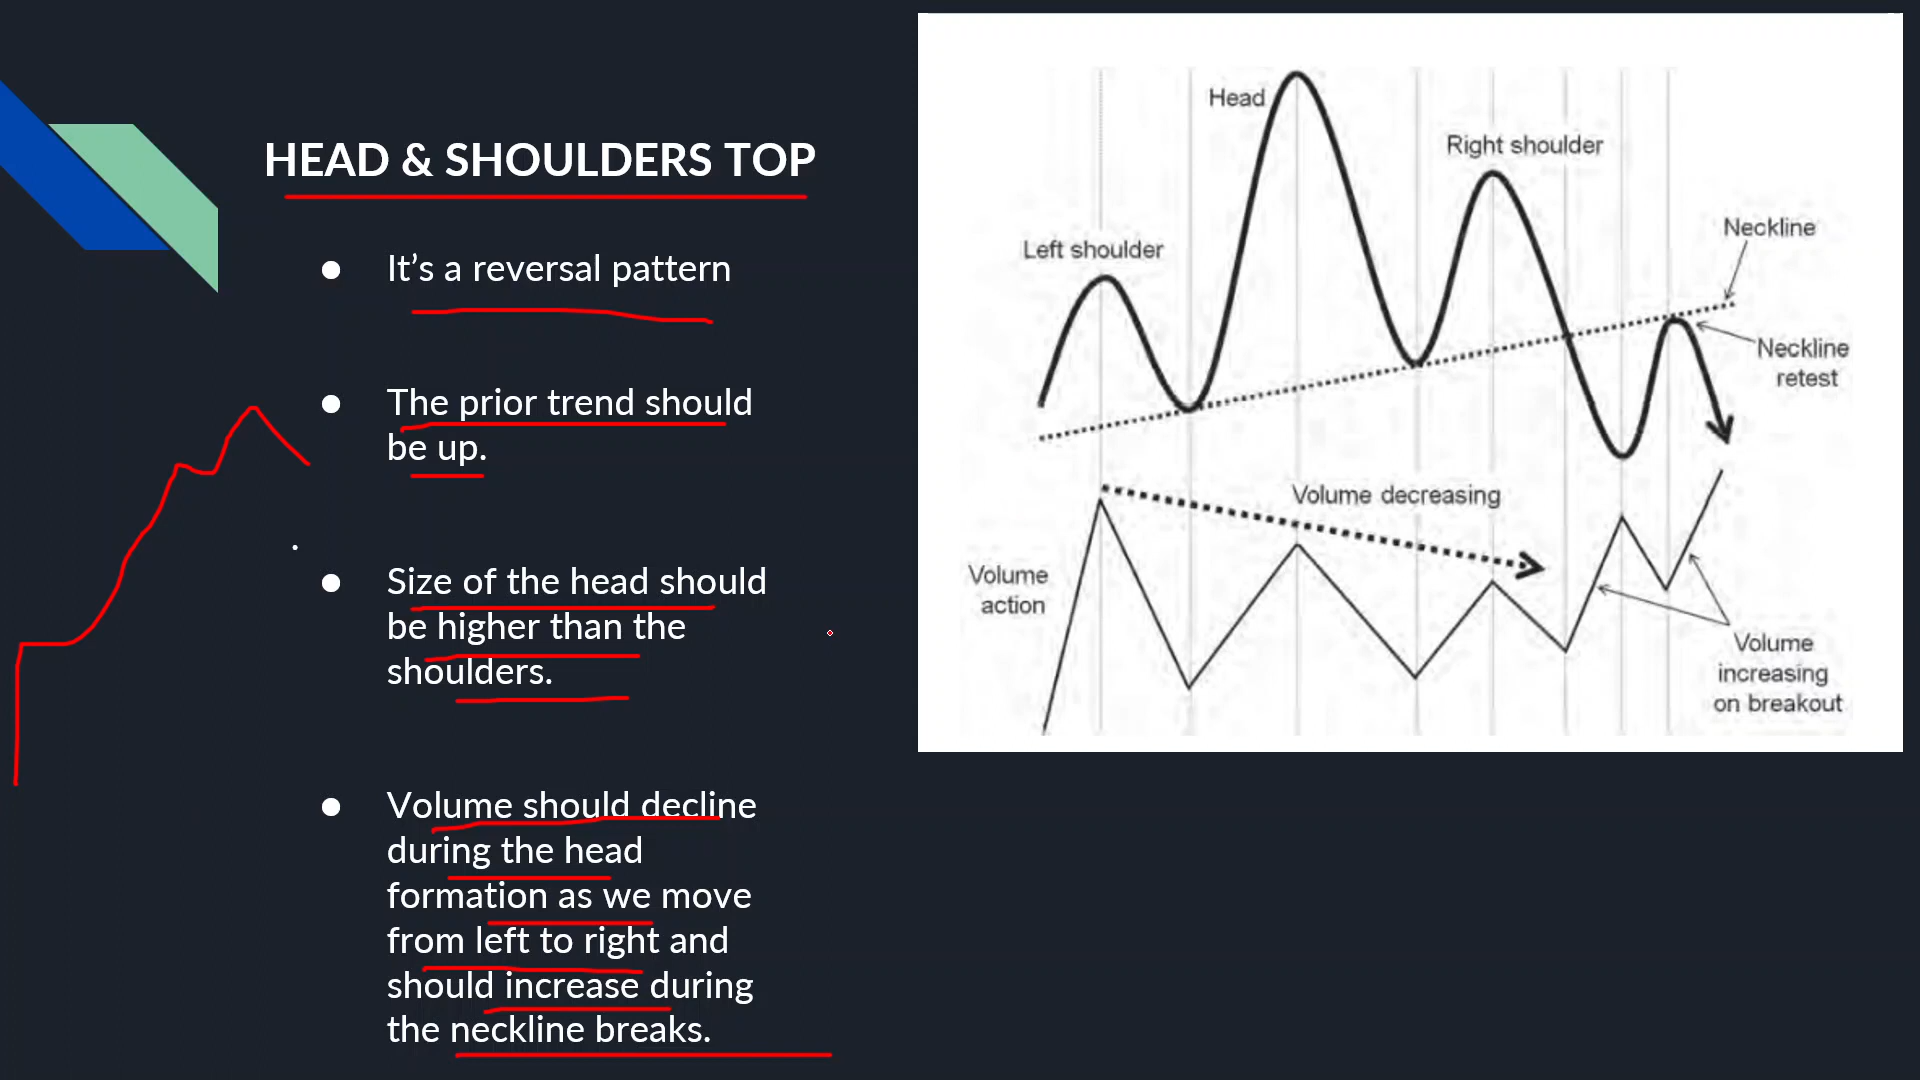 HEAD & SHOULDERS TOP
● It’s a reversal pattern
● The prior trend should
be up.
● Size of the head should
be higher than the
shoulders.
● Volume should decline
during the head
formation as we move
from left to right and
should increase during
the neckline breaks.
Head
Right shoulder
Left shoulder
Neckline
Neckline
retest
Volume decreasing
Volume
action
Volume
increasing
on breakout